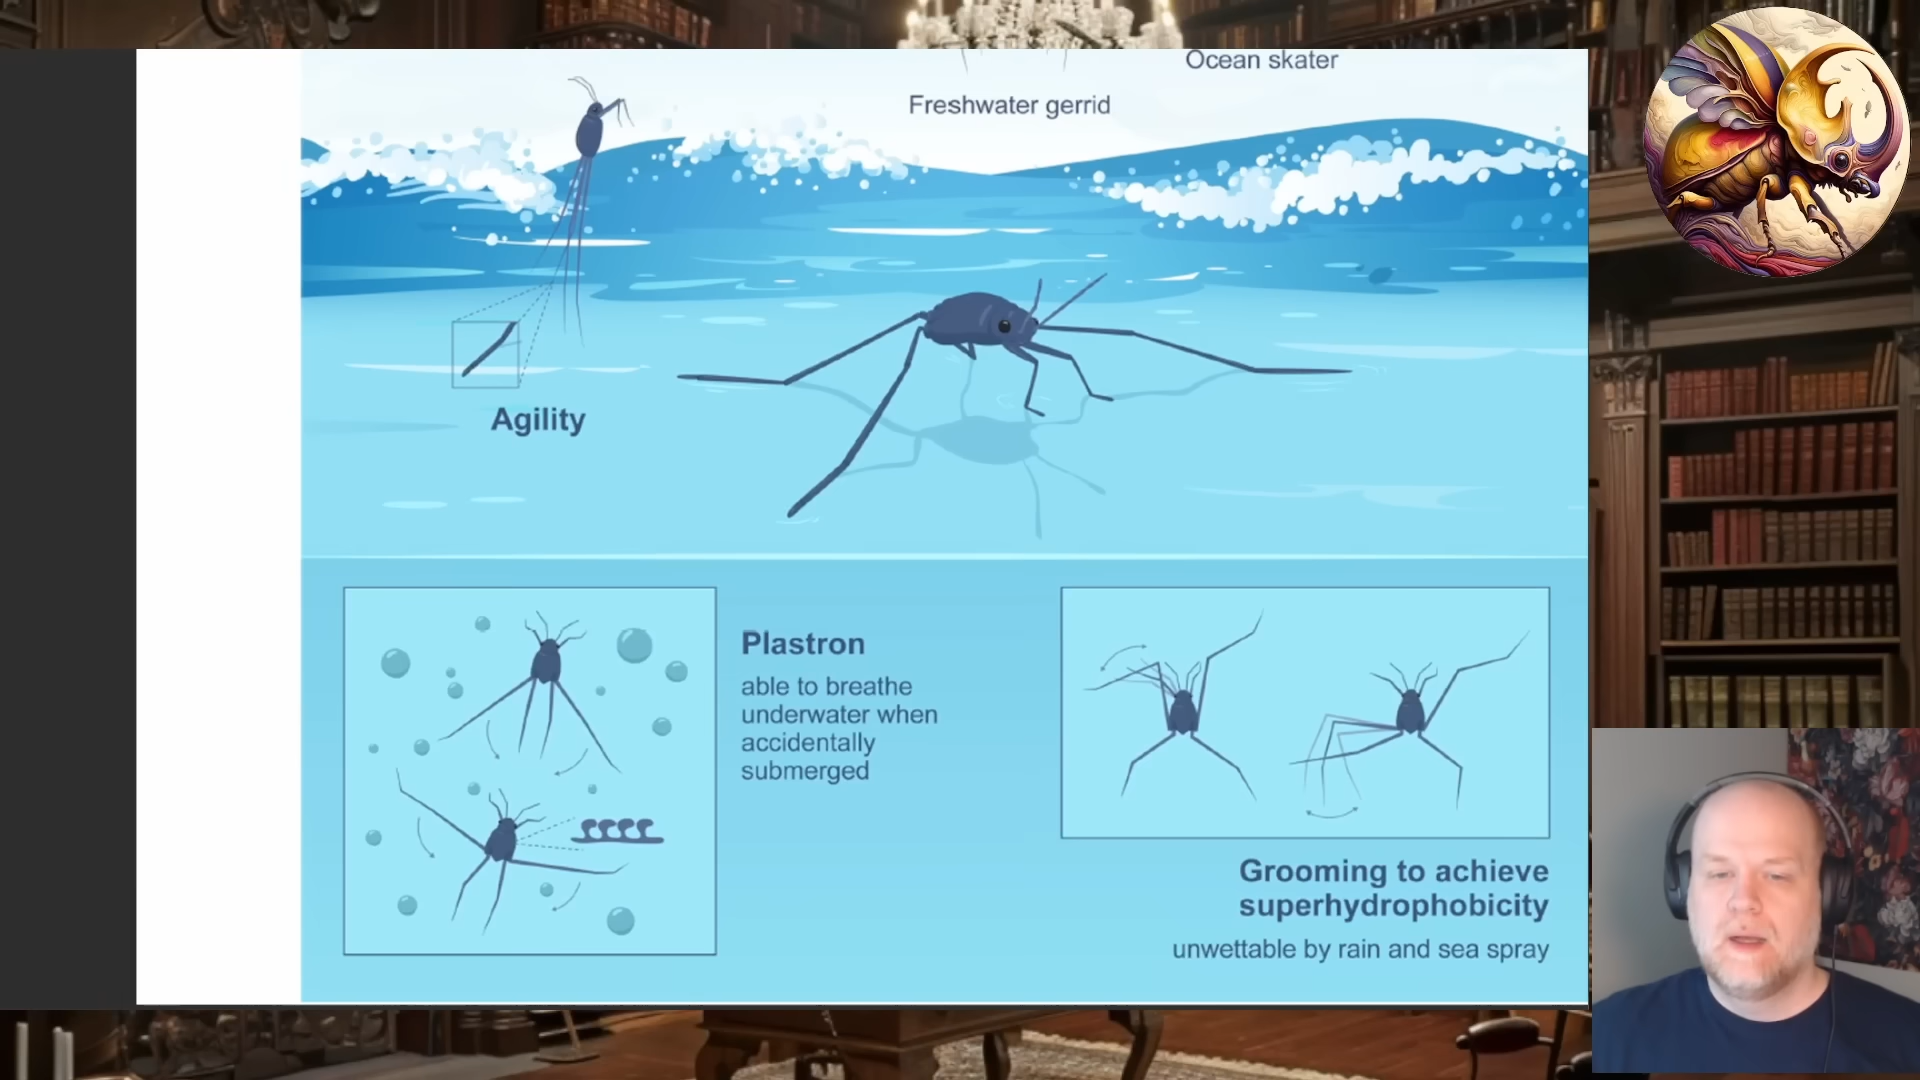 Ocean skater
Freshwater gerrid
Agility
Plastron
able to breathe
underwater when
accidentally
submerged
Grooming to achieve
superhydrophobicity
unwettable by rain and sea spray